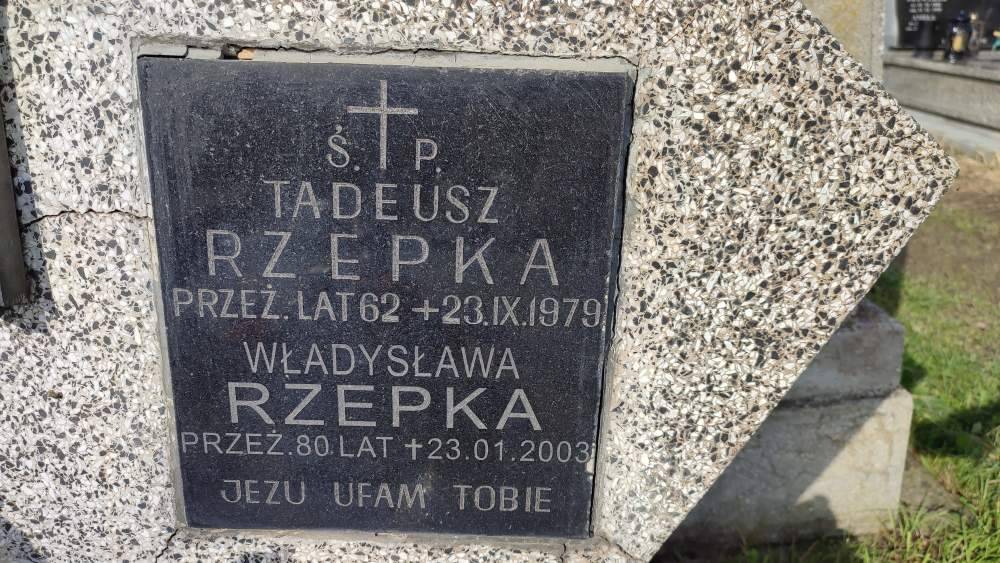 Ś. P.
TADEUSZ
RZEPKA
PRZEŻ. LAT 62 +23.IX.1979.
WŁADYSŁAWA
RZEPKA
PRZEŻ. 80 LAT +23.01.2003
JEZU UFAM TOBIE